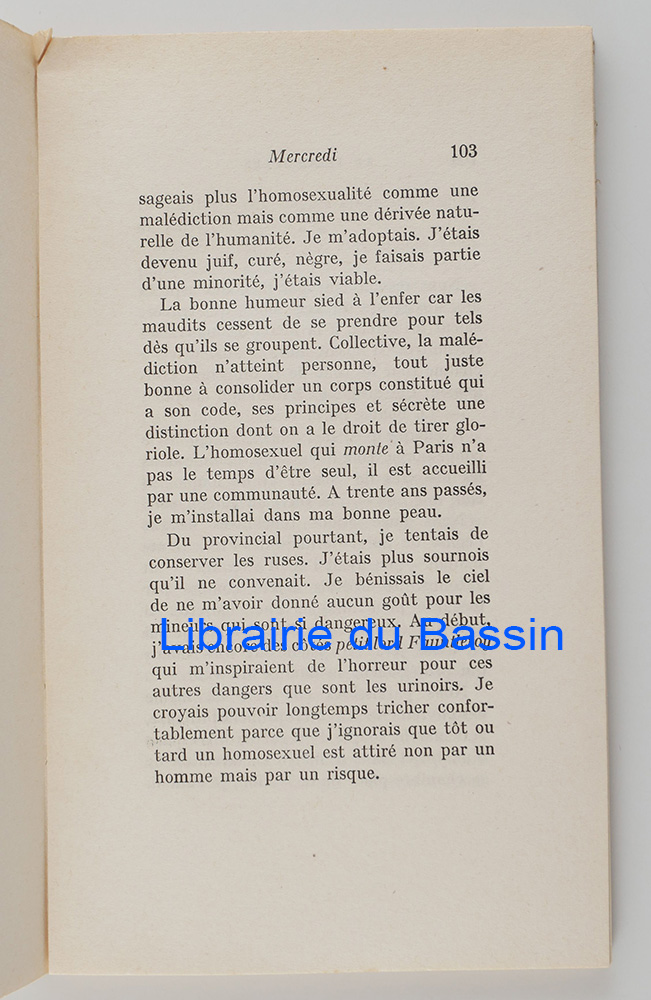 Mercredi 103
sageais plus l'homosexualité comme une
malédiction mais comme une dérivée natu-
relle de l'humanité. Je m'adoptais. J'étais
devenu juif, curé, nègre, je faisais partie
d'une minorité, j'étais viable.
La bonne humeur sied à l'enfer car les
maudits cessent de se prendre pour tels
dès qu'ils se groupent. Collective, la malé-
diction n'atteint personne, tout juste
bonne à consolider un corps constitué qui
a son code, ses principes et sécrète une
distinction dont on a le droit de tirer glo-
riole. L'homosexuel qui monte à Paris n'a
pas le temps d'être seul, il est accueilli
par une communauté. A trente ans passés,
je m'installai dans ma bonne peau.
Du provincial pourtant, je tentais de
conserver les ruses. J'étais plus sournois
qu'il ne convenait. Je bénissais le ciel
de ne m'avoir donné aucun goût pour les
mineurs qui sont si dangereux. Au début,
Librairie du Bassin
j'avais encore des côtés petit lord Fauntleroy
qui m'inspiraient de l'horreur pour ces
autres dangers que sont les urinoirs. Je
croyais pouvoir longtemps tricher confor-
tablement parce que j'ignorais que tôt ou
tard un homosexuel est attiré non par un
homme mais par un risque.